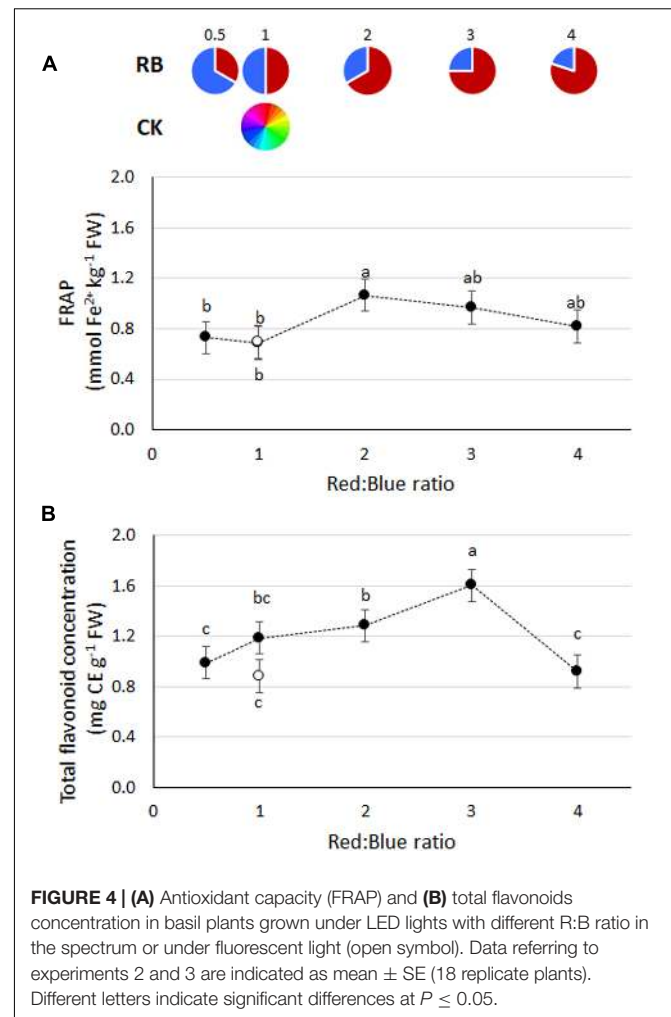 A
RB
0.5 1 2 3 4
CK
2.0
1.6
1.2
0.8
0.4
0.0
FRAP
(mmol Fe²⁺ kg⁻¹ FW)
b
b
b
a
ab
ab
0 1 2 3 4
Red:Blue ratio
B
2.0
1.6
1.2
0.8
0.4
0.0
Total flavonoid concentration
(mg CE g⁻¹ FW)
c
bc
c
b
a
c
0 1 2 3 4
Red:Blue ratio
FIGURE 4 | (A) Antioxidant capacity (FRAP) and (B) total flavonoids
concentration in basil plants grown under LED lights with different R:B ratio in
the spectrum or under fluorescent light (open symbol). Data referring to
experiments 2 and 3 are indicated as mean ± SE (18 replicate plants).
Different letters indicate significant differences at P ≤ 0.05.